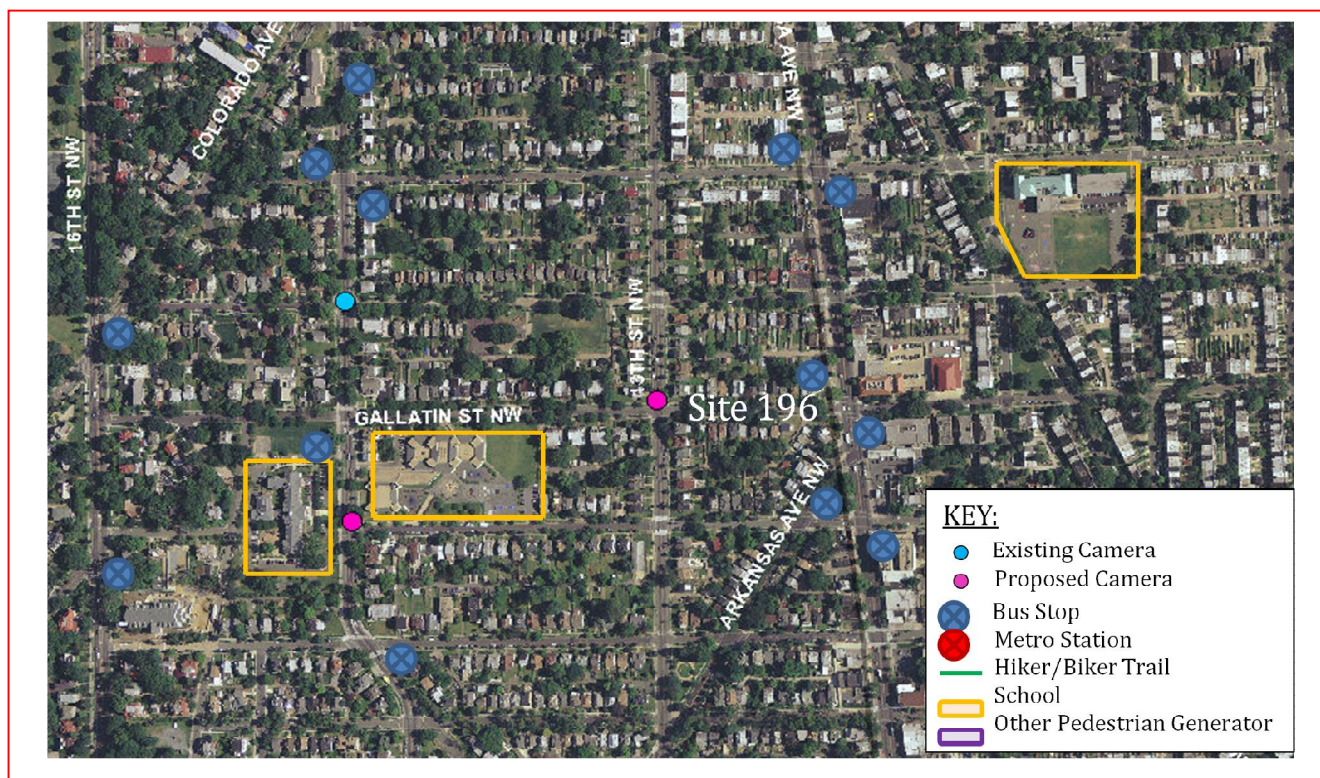 COLORADO AVE
A AVE NW
16TH ST NW
13TH ST NW
Site 196
GALLATIN ST NW
ARKANSAS AVE NW
KEY:
Existing Camera
Proposed Camera
Bus Stop
Metro Station
Hiker/Biker Trail
School
Other Pedestrian Generator